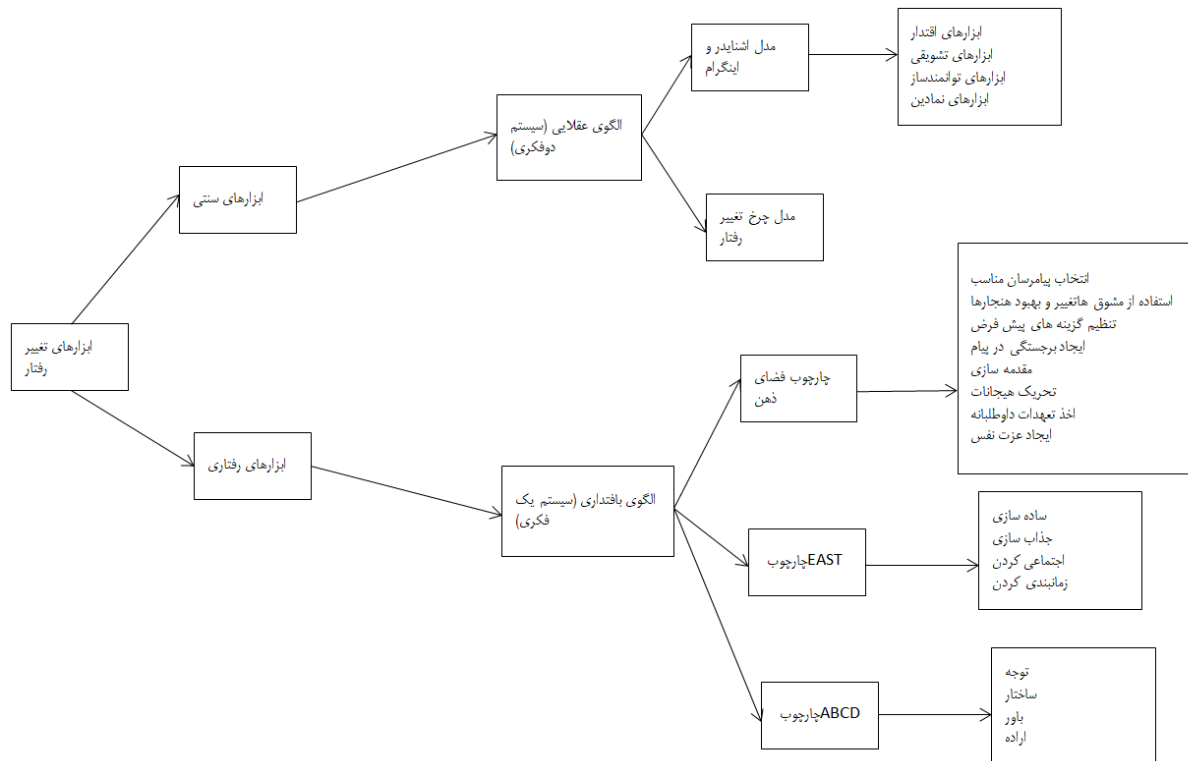 ابزارهای تغییر
رفتار
ابزارهای سنتی
الگوی عقلایی (سیستم
دوفکری)
مدل اشنایدر و
اینگرام
ابزارهای اقتدار
ابزارهای تشویقی
ابزارهای توانمندساز
ابزارهای نمادین
مدل چرخ تغییر
رفتار
ابزارهای رفتاری
الگوی بافتداری (سیستم یک
فکری)
چارچوب فضای
ذهن
انتخاب پیامرسان مناسب
استفاده از مشوق هاتغییر و بهبود هنجارها
تنظیم گزینه های پیش فرض
ایجاد برجستگی در پیام
مقدمه سازی
تحریک هیجانات
اخذ تعهدات داوطلبانه
ایجاد عزت نفس
چارچوبEAST
ساده سازی
جذاب سازی
اجتماعی کردن
زمانبندی کردن
چارچوبABCD
توجه
ساختار
باور
اراده